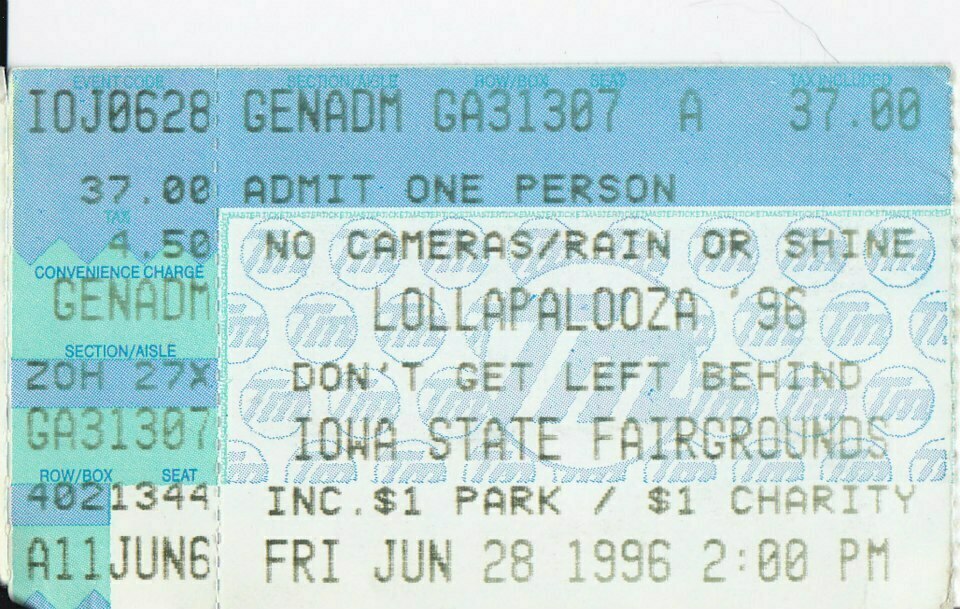 EVENT CODE SECTION/AISLE ROW/BOX SEAT TAX INCLUDED
IOJ0628 GENADM GA31307 A 37.00
37.00 ADMIT ONE PERSON
TAX
4.50 NO CAMERAS/RAIN OR SHINE
CONVENIENCE CHARGE
GENADM LOLLAPALOOZA '96
SECTION/AISLE
ZOH 27X DON'T GET LEFT BEHIND
GA31307 IOWA STATE FAIRGROUNDS
ROW/BOX SEAT
4021344 INC.$1 PARK / $1 CHARITY
A11JUN6 FRI JUN 28 1996 2:00 PM